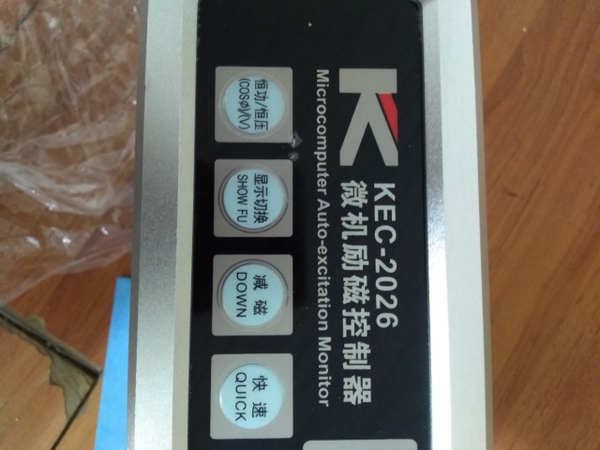 KEC-2026
微机励磁控制器
Microcomputer Auto-excitation Monitor
恒功/恒压
(COSφ)/(V)
显示切换
SHOW FU
减 磁
DOWN
快 速
QUICK